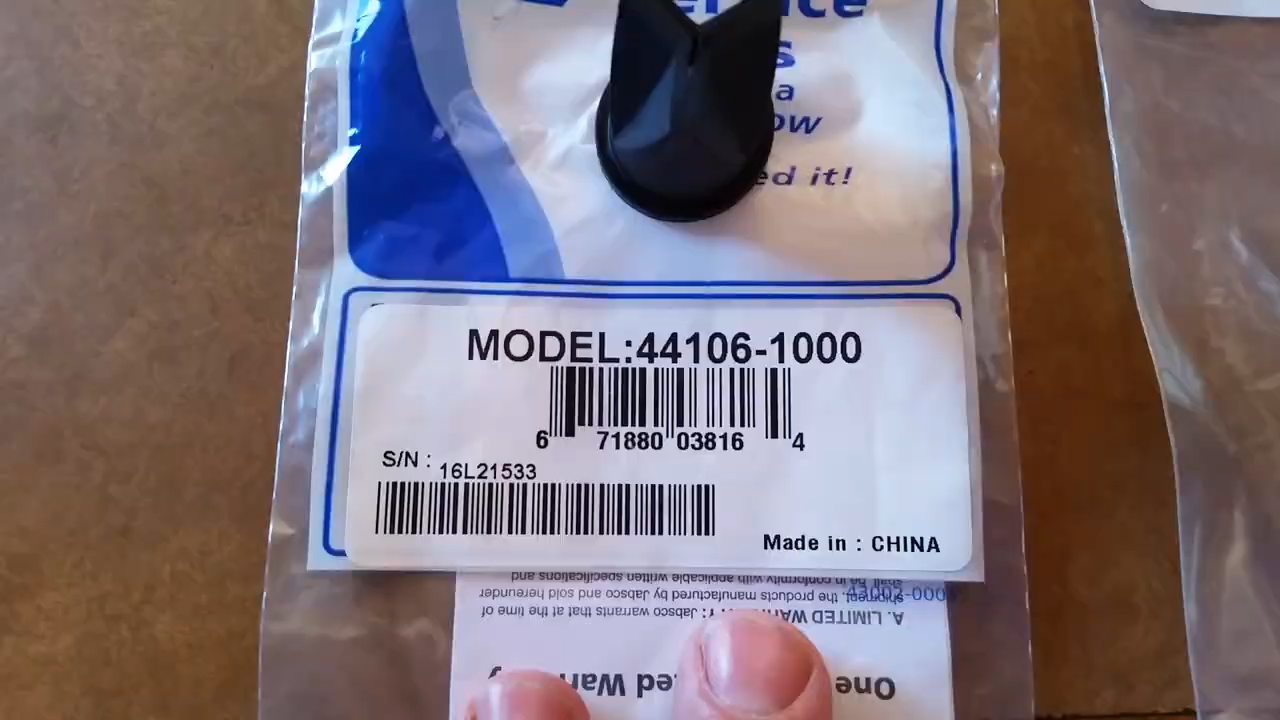 s
a
ow
ed it!
MODEL:44106-1000
6 71880 03816 4
S/N : 16L21533
Made in : CHINA
One
A. LIMITED Jabsco warrants that at the time of
shipment, the products manufactured by Jabsco and sold hereunder
shall be in conformity with applicable written specifications and